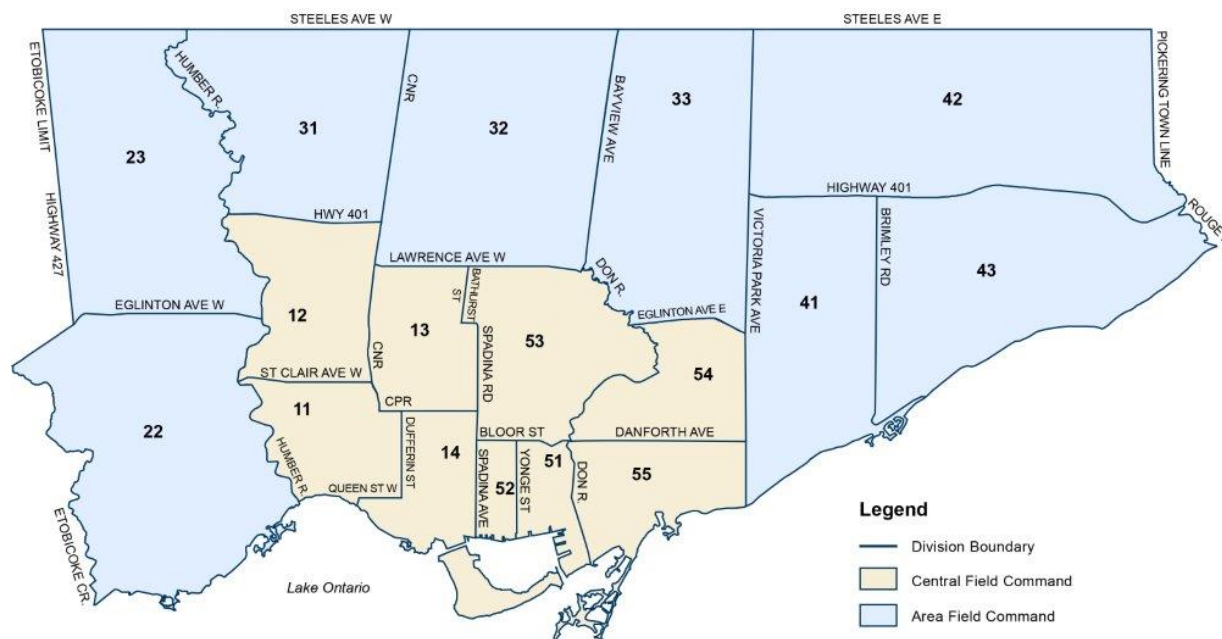 STEELES AVE W
STEELES AVE E
ETOBICOKE LIMIT
HUMBER R.
CNR
BAYVIEW AVE
PICKERING TOWN LINE
33
42
31
32
23
HIGHWAY 427
HWY 401
HIGHWAY 401
VICTORIA PARK AVE
BRIMLEY RD
ROUGE
LAWRENCE AVE W
DON R.
BATHURST
ST
43
EGLINTON AVE W
EGLINTON AVE E
12
13
53
41
SPADINA RD
CNR
ST CLAIR AVE W
54
11
CPR
DUFFERIN ST
22
14
BLOOR ST
DANFORTH AVE
HUMBER R.
SPADINA AVE
YONGE ST
51
52
DON R.
55
QUEEN ST W
ETOBICOKE CR.
Lake Ontario
Legend
Division Boundary
Central Field Command
Area Field Command